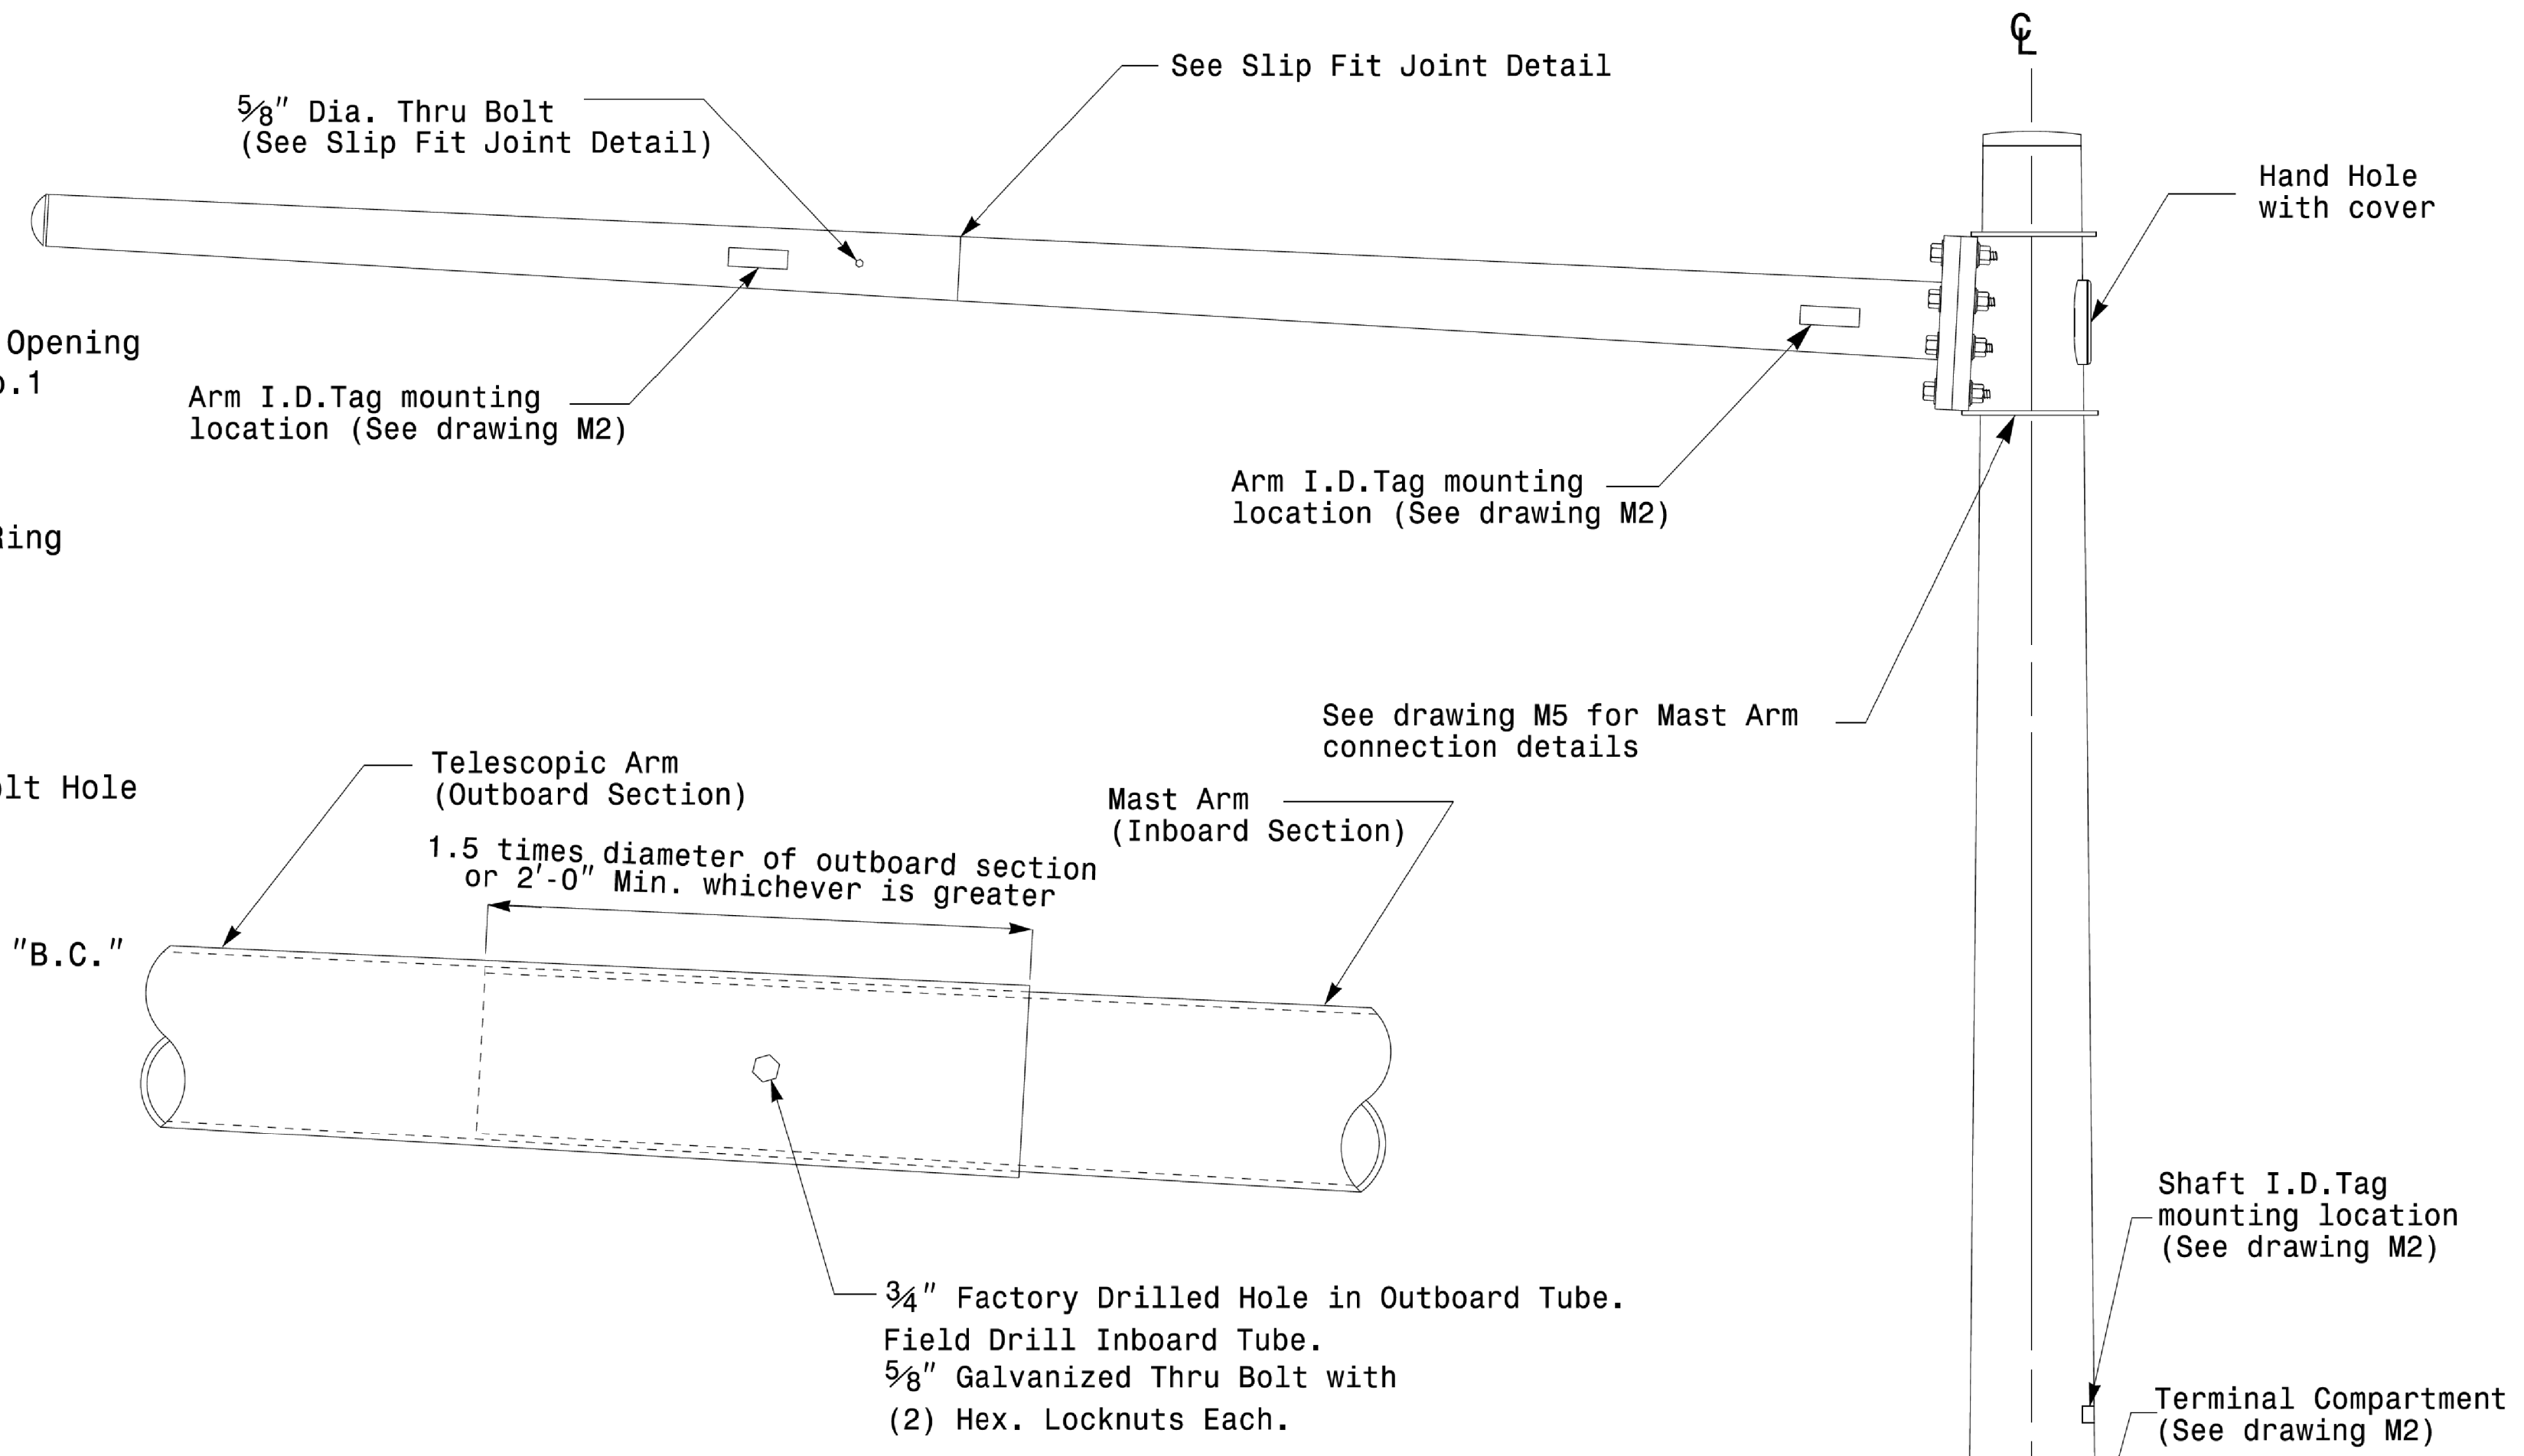 ℄
See Slip Fit Joint Detail
5/8" Dia. Thru Bolt
(See Slip Fit Joint Detail)
Hand Hole
with cover
Opening
.1
Arm I.D.Tag mounting
location (See drawing M2)
Arm I.D.Tag mounting
location (See drawing M2)
Ring
See drawing M5 for Mast Arm
connection details
Telescopic Arm
(Outboard Section)
lt Hole
Mast Arm
(Inboard Section)
1.5 times diameter of outboard section
or 2'-0" Min. whichever is greater
"B.C."
Shaft I.D.Tag
mounting location
(See drawing M2)
3/4" Factory Drilled Hole in Outboard Tube.
Field Drill Inboard Tube.
5/8" Galvanized Thru Bolt with
(2) Hex. Locknuts Each.
Terminal Compartment
(See drawing M2)